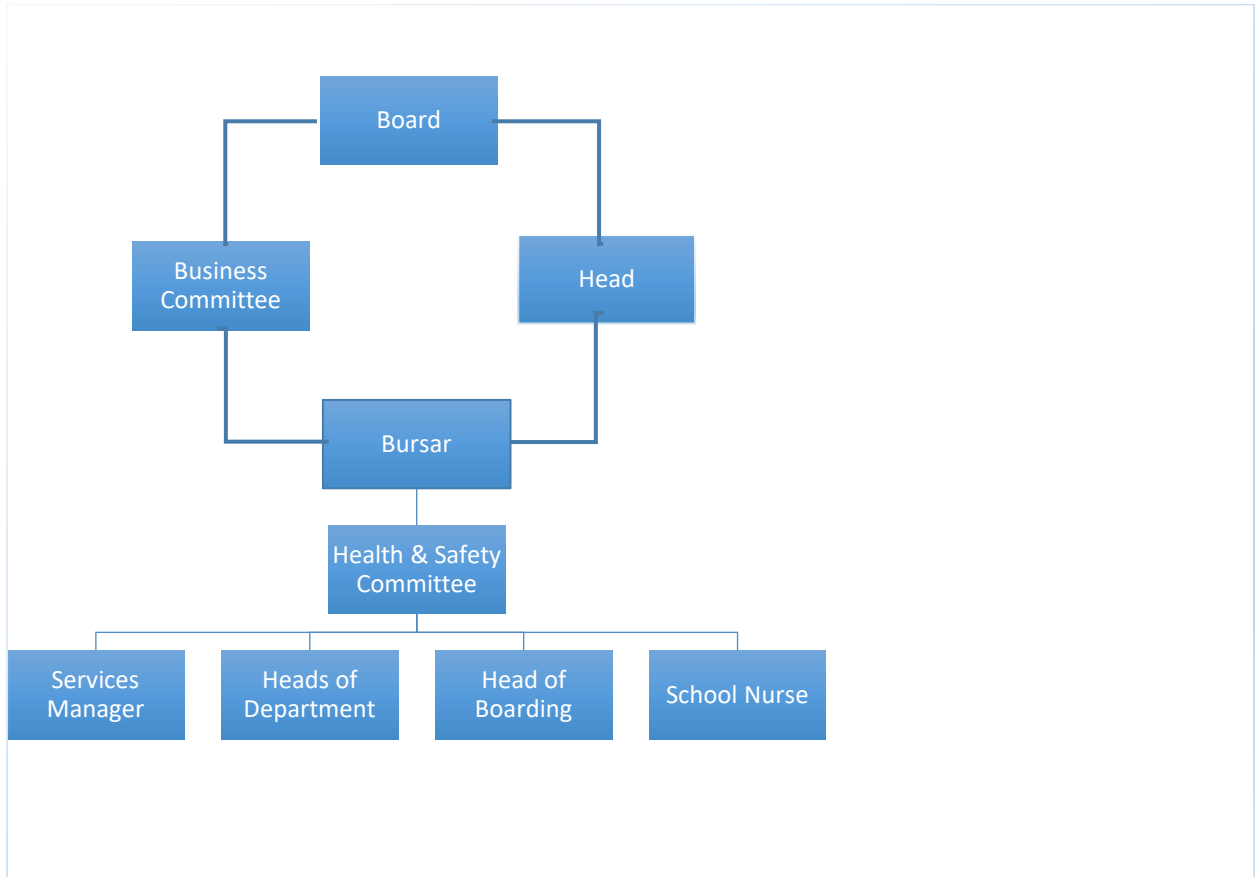 Board
Business
Committee
Head
Bursar
Health & Safety
Committee
Services
Manager
Heads of
Department
Head of
Boarding
School Nurse